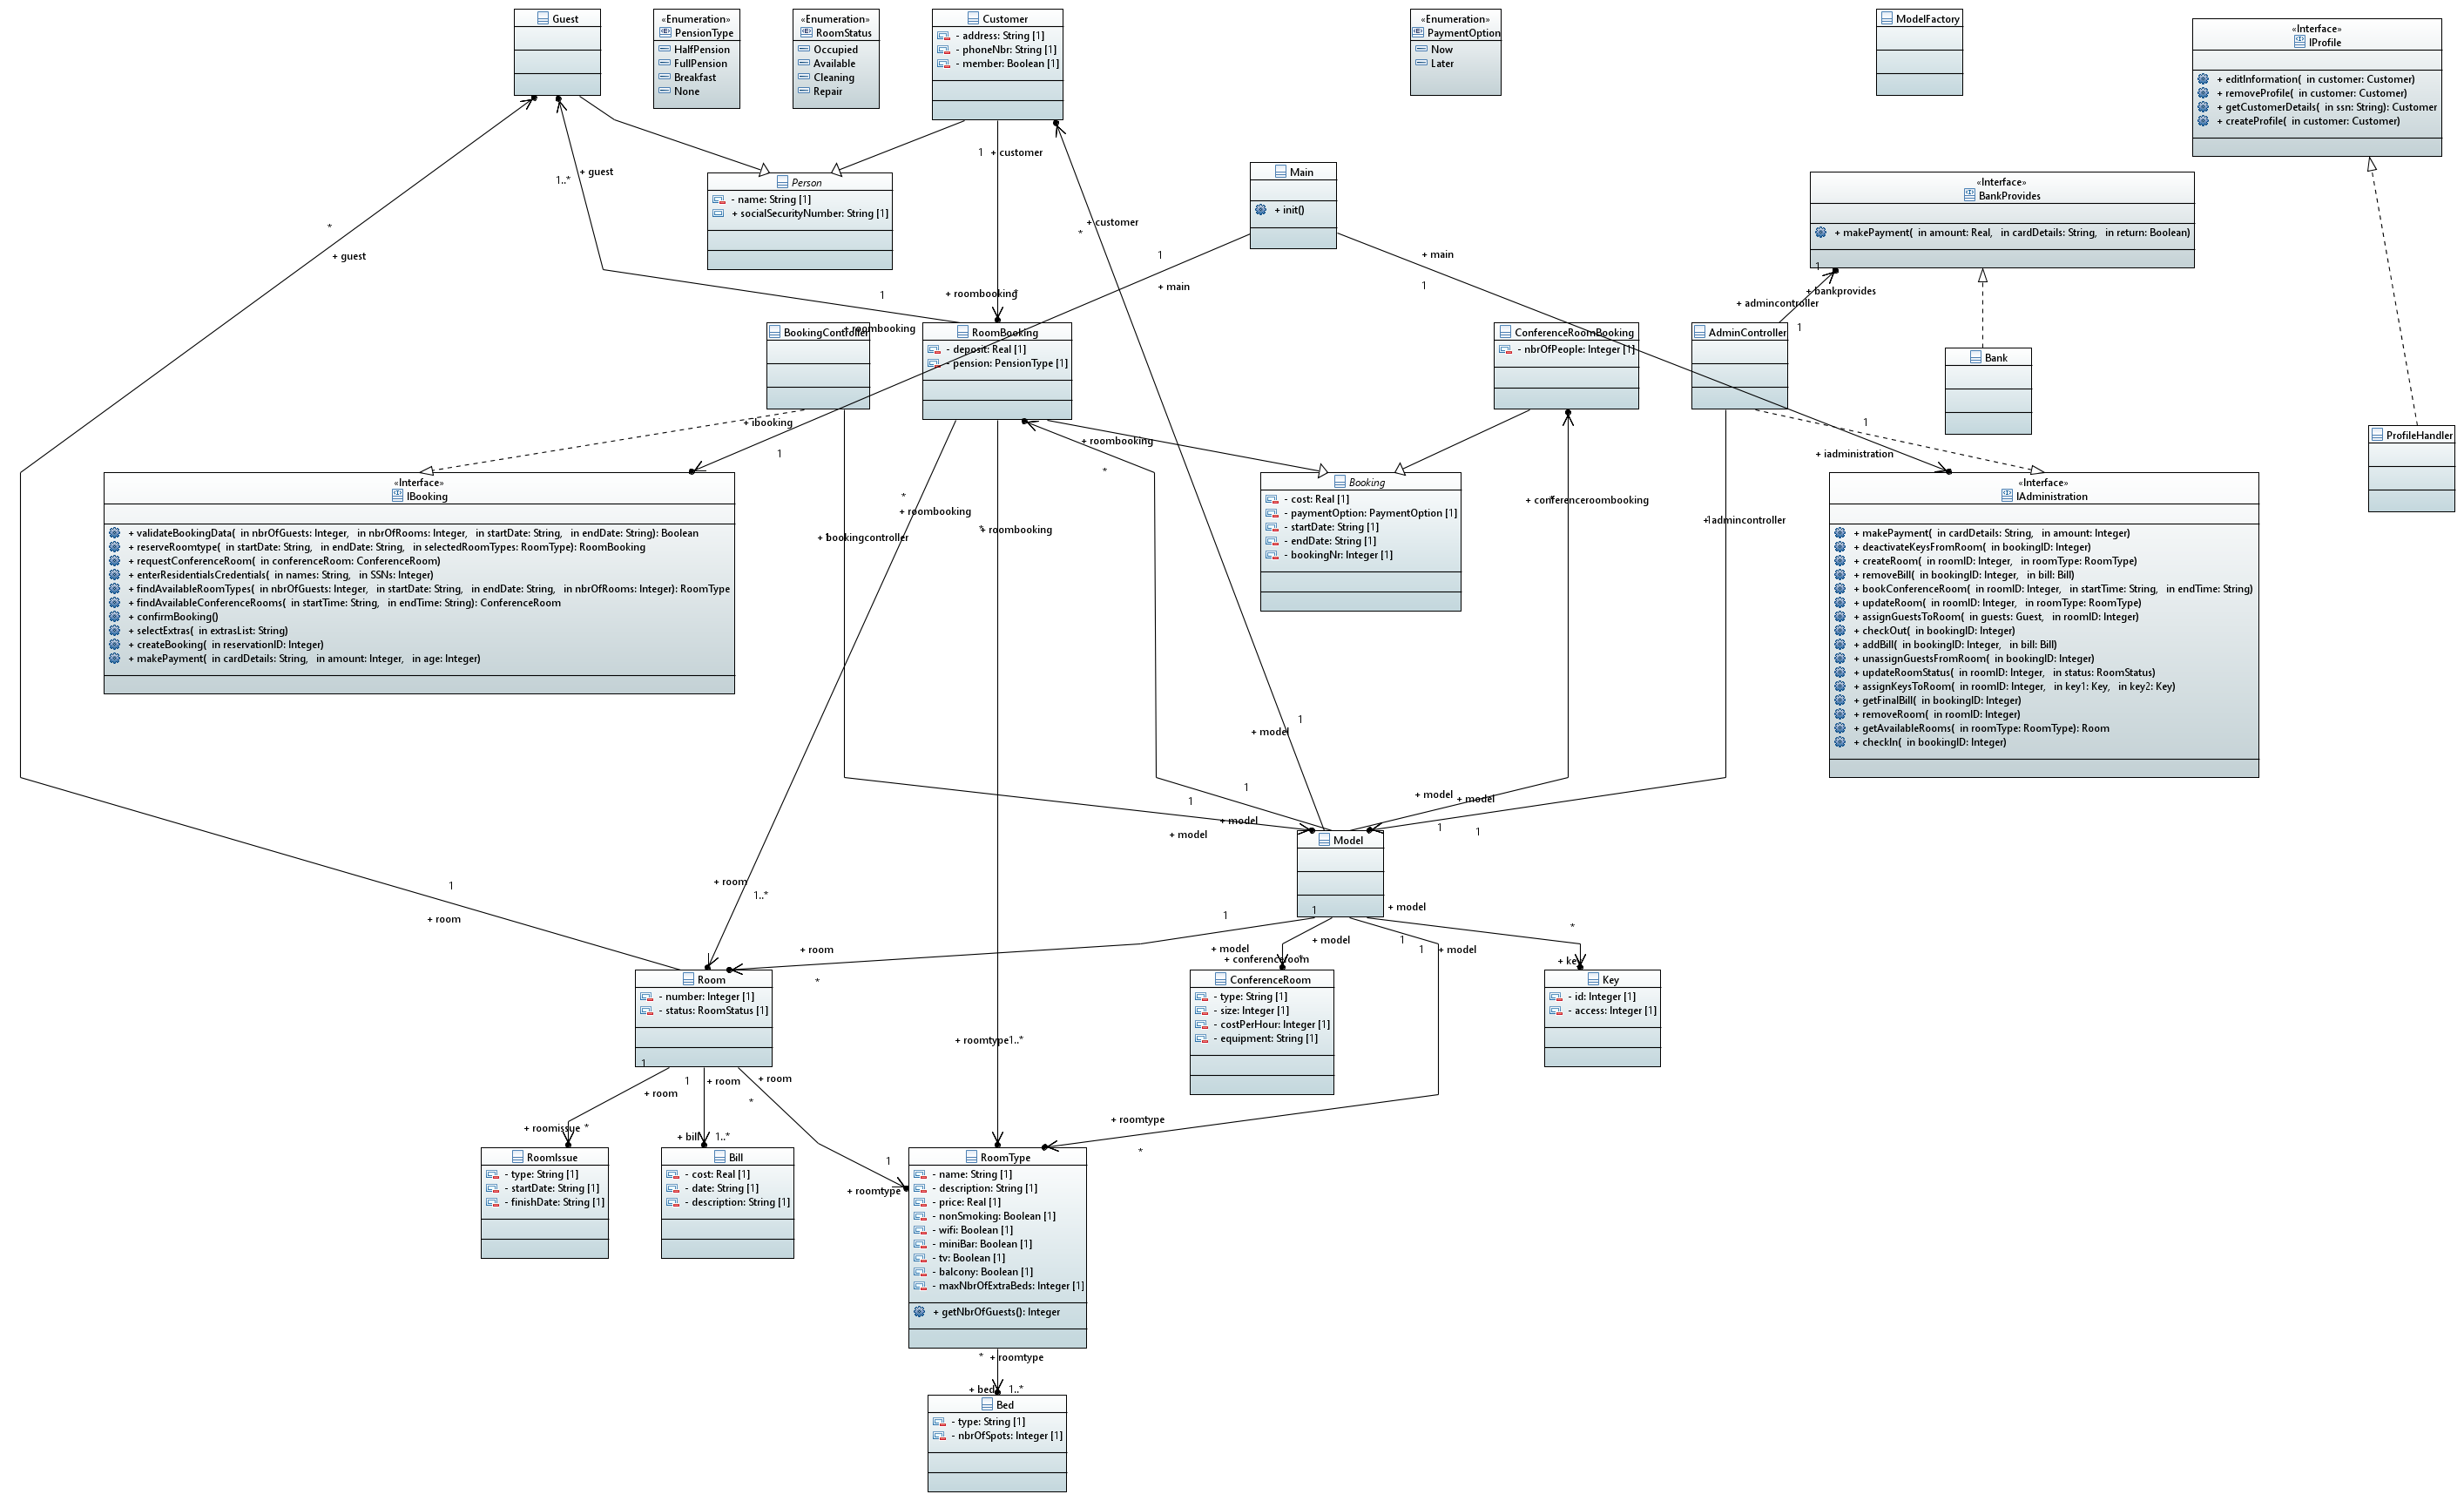 Guest
«Enumeration»
PensionType
HalfPension
FullPension
Breakfast
None
«Enumeration»
RoomStatus
Occupied
Available
Cleaning
Repair
Customer
- address: String [1]
- phoneNbr: String [1]
- member: Boolean [1]
«Enumeration»
PaymentOption
Now
Later
ModelFactory
«Interface»
IProfile
+ editInformation( in customer: Customer)
+ removeProfile( in customer: Customer)
+ getCustomerDetails( in ssn: String): Customer
+ createProfile( in customer: Customer)
1 + customer
+ guest
1..*
Person
- name: String [1]
+ socialSecurityNumber: String [1]
Main
+ init()
«Interface»
BankProvides
+ makePayment( in amount: Real, in cardDetails: String, in return: Boolean)
+ customer
*
*
+ guest
1
+ main
+ main
1
1
+ bankprovides
+ admincontroller
1
1
+ roombooking
*
+ roombooking
BookingController
RoomBooking
- deposit: Real [1]
- pension: PensionType [1]
ConferenceRoomBooking
- nbrOfPeople: Integer [1]
AdminController
Bank
ProfileHandler
+ ibooking
1
+ roombooking
*
1
+ iadministration
«Interface»
IBooking
+ validateBookingData( in nbrOfGuests: Integer, in nbrOfRooms: Integer, in startDate: String, in endDate: String): Boolean
+ reserveRoomtype( in startDate: String, in endDate: String, in selectedRoomTypes: RoomType): RoomBooking
+ requestConferenceRoom( in conferenceRoom: ConferenceRoom)
+ enterResidentialsCredentials( in names: String, in SSNs: Integer)
+ findAvailableRoomTypes( in nbrOfGuests: Integer, in startDate: String, in endDate: String, in nbrOfRooms: Integer): RoomType
+ findAvailableConferenceRooms( in startTime: String, in endTime: String): ConferenceRoom
+ confirmBooking()
+ selectExtras( in extrasList: String)
+ createBooking( in reservationID: Integer)
+ makePayment( in cardDetails: String, in amount: Integer, in age: Integer)
*
+ roombooking
*
+ roombooking
+ bookingcontroller
1
Booking
- cost: Real [1]
- paymentOption: PaymentOption [1]
- startDate: String [1]
- endDate: String [1]
- bookingNr: Integer [1]
+ conferenceroombooking
*
+ admincontroller
1
«Interface»
IAdministration
+ makePayment( in cardDetails: String, in amount: Integer)
+ deactivateKeysFromRoom( in bookingID: Integer)
+ createRoom( in roomID: Integer, in roomType: RoomType)
+ removeBill( in bookingID: Integer, in bill: Bill)
+ bookConferenceRoom( in roomID: Integer, in startTime: String, in endTime: String)
+ updateRoom( in roomID: Integer, in roomType: RoomType)
+ assignGuestsToRoom( in guests: Guest, in roomID: Integer)
+ checkOut( in bookingID: Integer)
+ addBill( in bookingID: Integer, in bill: Bill)
+ unassignGuestsFromRoom( in bookingID: Integer)
+ updateRoomStatus( in roomID: Integer, in status: RoomStatus)
+ assignKeysToRoom( in roomID: Integer, in key1: Key, in key2: Key)
+ getFinalBill( in bookingID: Integer)
+ removeRoom( in roomID: Integer)
+ getAvailableRooms( in roomType: RoomType): Room
+ checkIn( in bookingID: Integer)
1
+ model
1
+ model
+ model
1
+ model
+ model
1
1
Model
1
+ room
+ room
1..*
1
+ room
*
1
+ model
+ model
+ conferenceroom
*
1
1
+ model
+ model
*
+ key
Room
- number: Integer [1]
- status: RoomStatus [1]
ConferenceRoom
- type: String [1]
- size: Integer [1]
- costPerHour: Integer [1]
- equipment: String [1]
Key
- id: Integer [1]
- access: Integer [1]
+ roomtype 1..*
1
+ room
1
+ room
+ room
*
+ roomissue *
+ bill 1..*
1
+ roomtype
+ roomtype
*
RoomIssue
- type: String [1]
- startDate: String [1]
- finishDate: String [1]
Bill
- cost: Real [1]
- date: String [1]
- description: String [1]
RoomType
- name: String [1]
- description: String [1]
- price: Real [1]
- nonSmoking: Boolean [1]
- wifi: Boolean [1]
- miniBar: Boolean [1]
- tv: Boolean [1]
- balcony: Boolean [1]
- maxNbrOfExtraBeds: Integer [1]
+ getNbrOfGuests(): Integer
* + roomtype
+ bed 1..*
Bed
- type: String [1]
- nbrOfSpots: Integer [1]